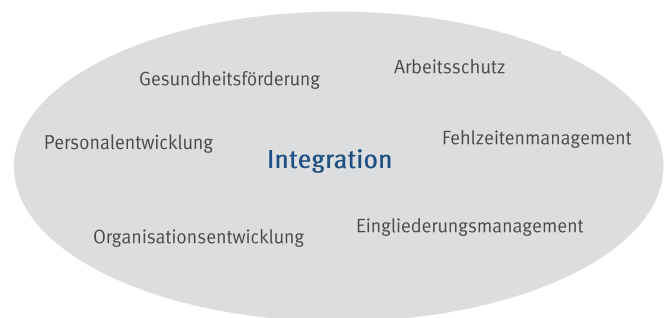 Gesundheitsförderung
Arbeitsschutz
Personalentwicklung
Integration
Fehlzeitenmanagement
Organisationsentwicklung
Eingliederungsmanagement